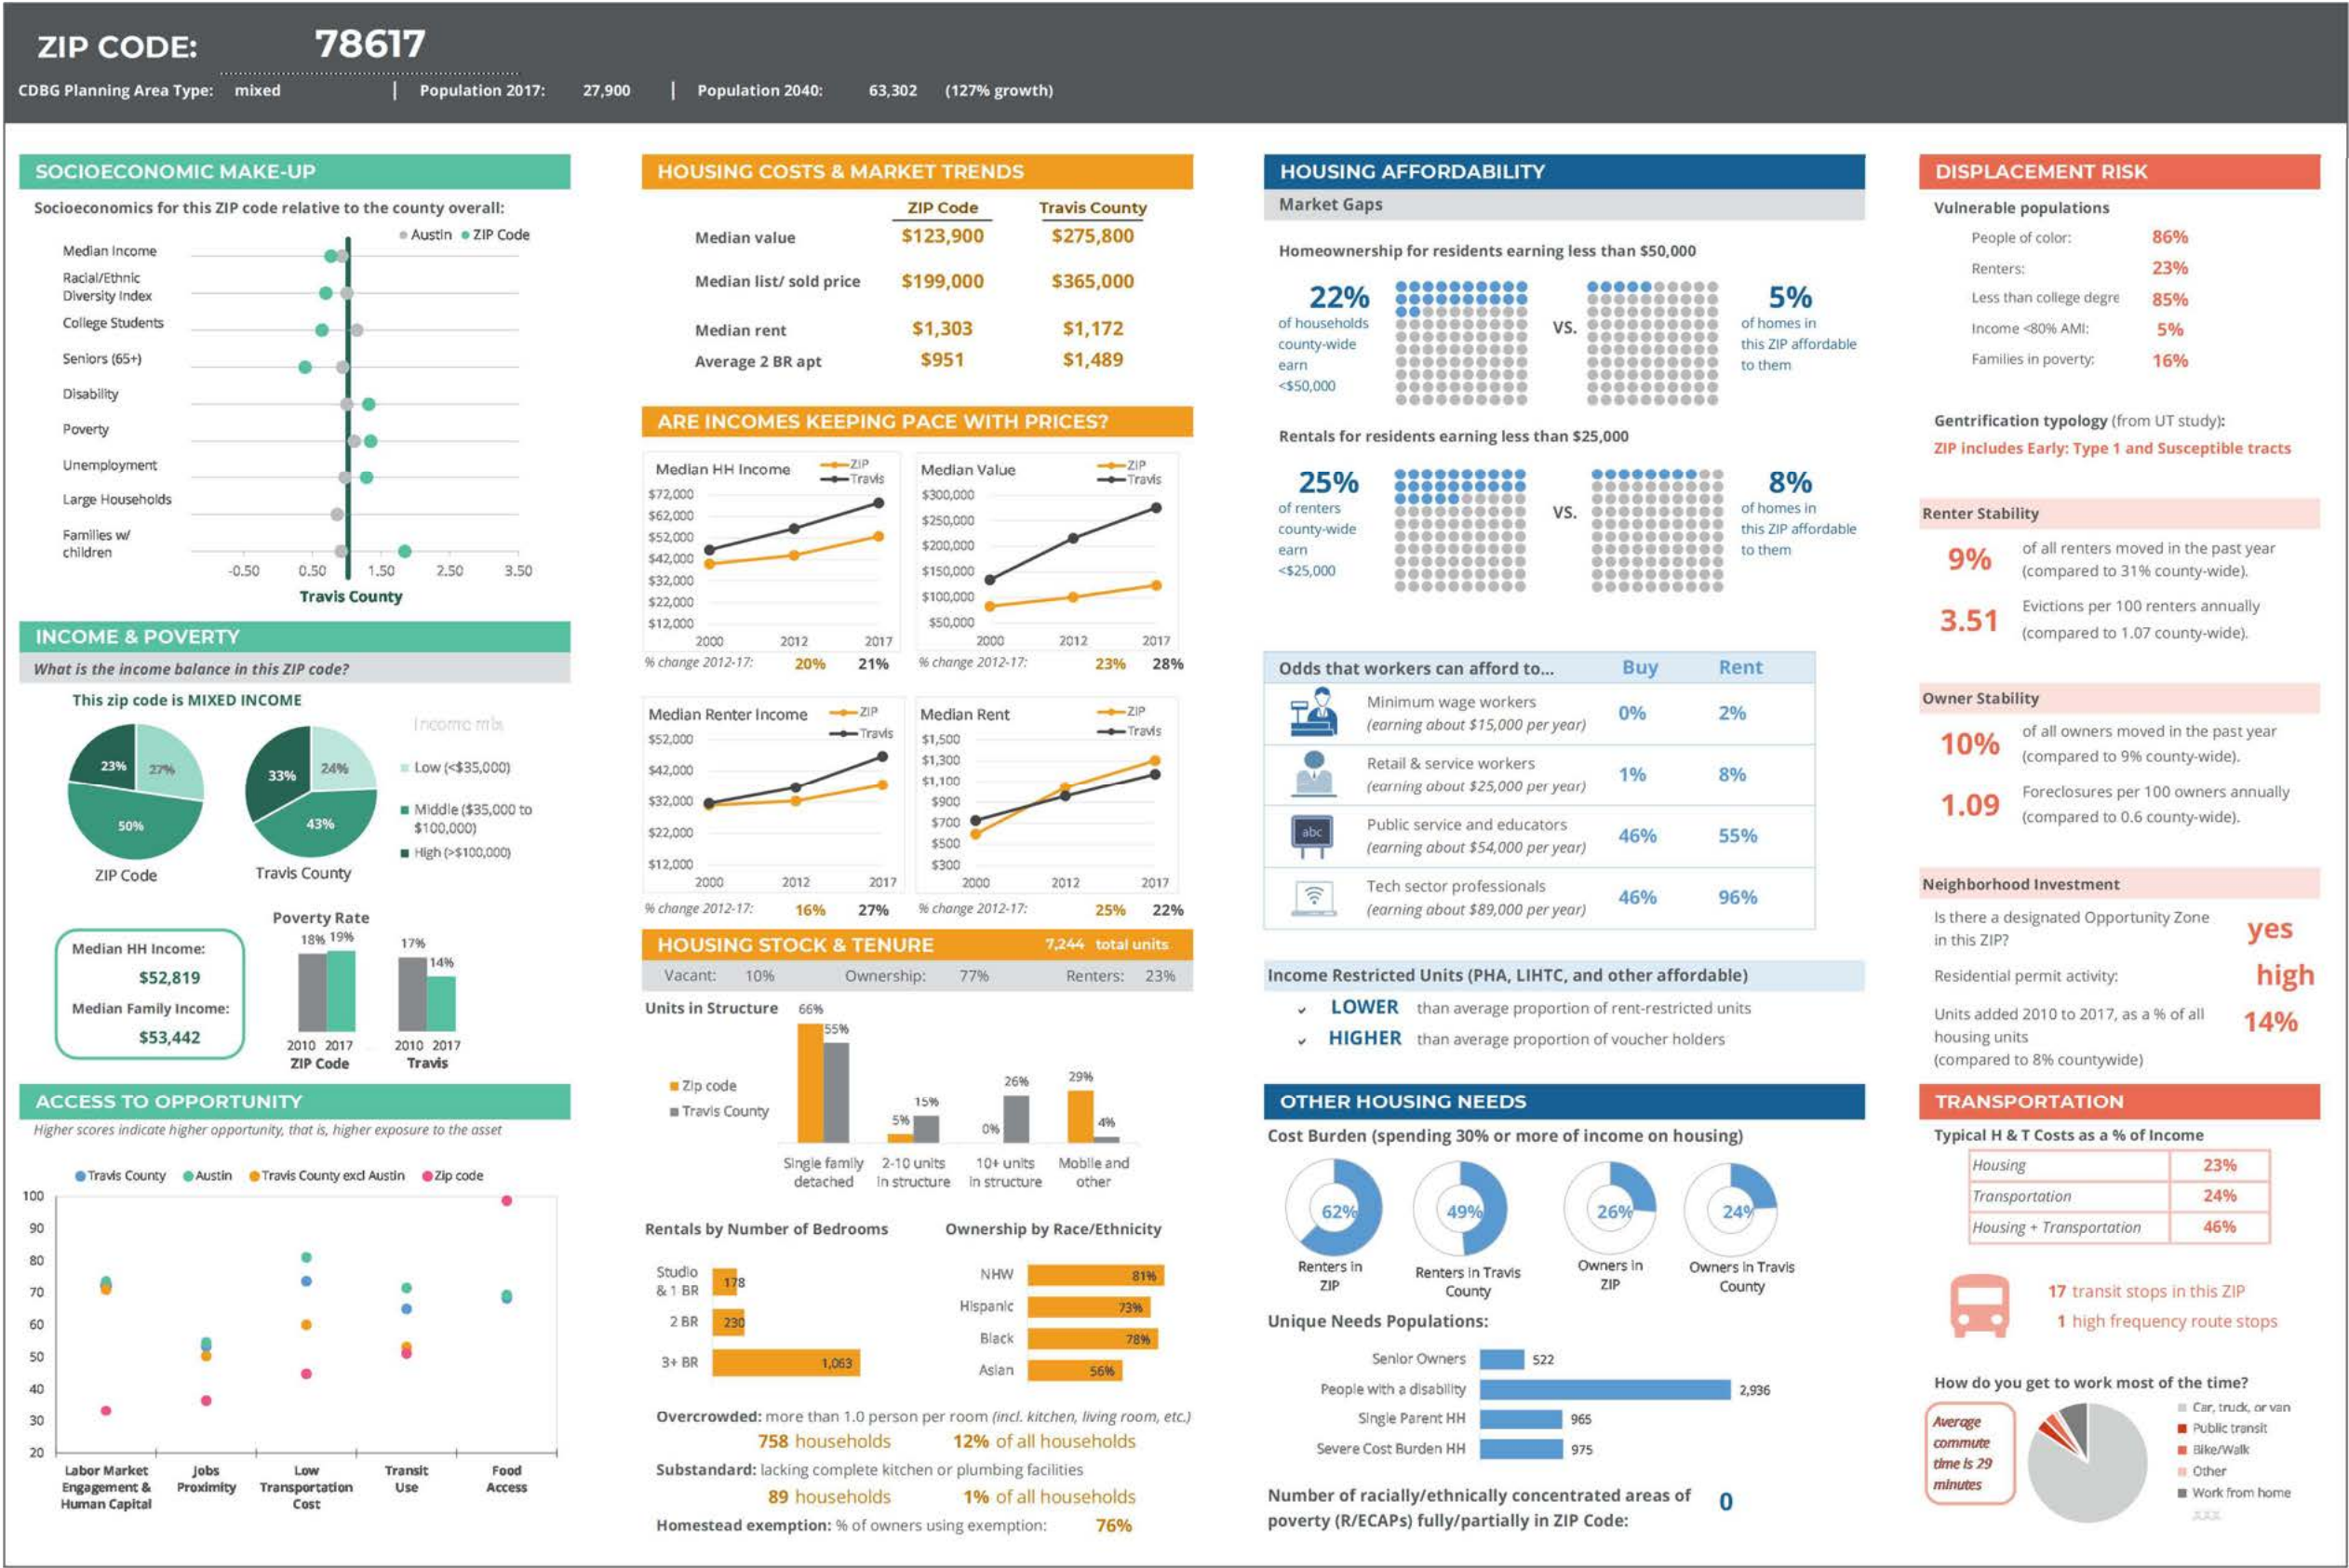 ZIP CODE: 78617
CDBG Planning Area Type: mixed | Population 2017: 27,900 | Population 2040: 63,302 (127% growth)
SOCIOECONOMIC MAKE-UP
Socioeconomics for this ZIP code relative to the county overall:
Austin ZIP Code
Median Income
Racial/Ethnic
Diversity Index
College Students
Seniors (65+)
Disability
Poverty
Unemployment
Large Households
Families w/
children
-0.50 0.50 1.50 2.50 3.50
Travis County
INCOME & POVERTY
What is the income balance in this ZIP code?
This zip code is MIXED INCOME
23% 27%
50%
ZIP Code
33% 24%
43%
Travis County
Low (<$35,000)
Middle ($35,000 to
$100,000)
High (>$100,000)
Median HH Income:
$52,819
Median Family Income:
$53,442
Poverty Rate
18% 19% 17% 14%
2010 2017 2010 2017
ZIP Code Travis
ACCESS TO OPPORTUNITY
Higher scores indicate higher opportunity, that is, higher exposure to the asset
Travis County Austin Travis County excl Austin Zip code
100
90
80
70
60
50
40
30
20
Labor Market
Engagement &
Human Capital
Jobs
Proximity
Low
Transportation
Cost
Transit
Use
Food
Access
HOUSING COSTS & MARKET TRENDS
ZIP Code Travis County
Median value $123,900 $275,800
Median list/ sold price $199,000 $365,000
Median rent $1,303 $1,172
Average 2 BR apt $951 $1,489
ARE INCOMES KEEPING PACE WITH PRICES?
Median HH Income ZIP
Travis
$72,000
$62,000
$52,000
$42,000
$32,000
$22,000
$12,000
2000 2012 2017
% change 2012-17: 20% 21%
Median Value ZIP
Travis
$300,000
$250,000
$200,000
$150,000
$100,000
$50,000
2000 2012 2017
% change 2012-17: 23% 28%
Median Renter Income ZIP
Travis
$52,000
$42,000
$32,000
$22,000
$12,000
2000 2012 2017
% change 2012-17: 16% 27%
Median Rent ZIP
Travis
$1,500
$1,300
$1,100
$900
$700
$500
$300
2000 2012 2017
% change 2012-17: 25% 22%
HOUSING STOCK & TENURE 7,244 total units
Vacant: 10% Ownership: 77% Renters: 23%
Units in Structure
Zip code
Travis County
66% 55%
5% 15%
0% 26%
29% 4%
Single family
detached
2-10 units
in structure
10+ units
in structure
Mobile and
other
Rentals by Number of Bedrooms
Studio
& 1 BR
178
2 BR 230
3+ BR 1,063
Ownership by Race/Ethnicity
NHW 81%
Hispanic 73%
Black 78%
Asian 56%
Overcrowded: more than 1.0 person per room (incl. kitchen, living room, etc.)
758 households 12% of all households
Substandard: lacking complete kitchen or plumbing facilities
89 households 1% of all households
Homestead exemption: % of owners using exemption: 76%
HOUSING AFFORDABILITY
Market Gaps
Homeownership for residents earning less than $50,000
22%
of households
county-wide
earn
<$50,000
VS.
5%
of homes in
this ZIP affordable
to them
Rentals for residents earning less than $25,000
25%
of renters
county-wide
earn
<$25,000
VS.
8%
of homes in
this ZIP affordable
to them
Odds that workers can afford to... Buy Rent
Minimum wage workers
(earning about $15,000 per year)
0% 2%
Retail & service workers
(earning about $25,000 per year)
1% 8%
abc
Public service and educators
(earning about $54,000 per year)
46% 55%
Tech sector professionals
(earning about $89,000 per year)
46% 96%
Income Restricted Units (PHA, LIHTC, and other affordable)
LOWER than average proportion of rent-restricted units
HIGHER than average proportion of voucher holders
OTHER HOUSING NEEDS
Cost Burden (spending 30% or more of income on housing)
62% 49% 26% 24%
Renters in
ZIP
Renters in Travis
County
Owners in
ZIP
Owners in Travis
County
Unique Needs Populations:
Senior Owners 522
People with a disability 2,936
Single Parent HH 965
Severe Cost Burden HH 975
Number of racially/ethnically concentrated areas of
poverty (R/ECAPs) fully/partially in ZIP Code: 0
DISPLACEMENT RISK
Vulnerable populations
People of color: 86%
Renters: 23%
Less than college degre 85%
Income <80% AMI: 5%
Families in poverty: 16%
Gentrification typology (from UT study):
ZIP includes Early: Type 1 and Susceptible tracts
Renter Stability
9% of all renters moved in the past year
(compared to 31% county-wide).
3.51 Evictions per 100 renters annually
(compared to 1.07 county-wide).
Owner Stability
10% of all owners moved in the past year
(compared to 9% county-wide).
1.09 Foreclosures per 100 owners annually
(compared to 0.6 county-wide).
Neighborhood Investment
Is there a designated Opportunity Zone
in this ZIP?
yes
Residential permit activity: high
Units added 2010 to 2017, as a % of all
housing units
(compared to 8% countywide)
14%
TRANSPORTATION
Typical H & T Costs as a % of Income
Housing 23%
Transportation 24%
Housing + Transportation 46%
17 transit stops in this ZIP
1 high frequency route stops
How do you get to work most of the time?
Average
commute
time is 29
minutes
Car, truck, or van
Public transit
Bike/Walk
Other
Work from home